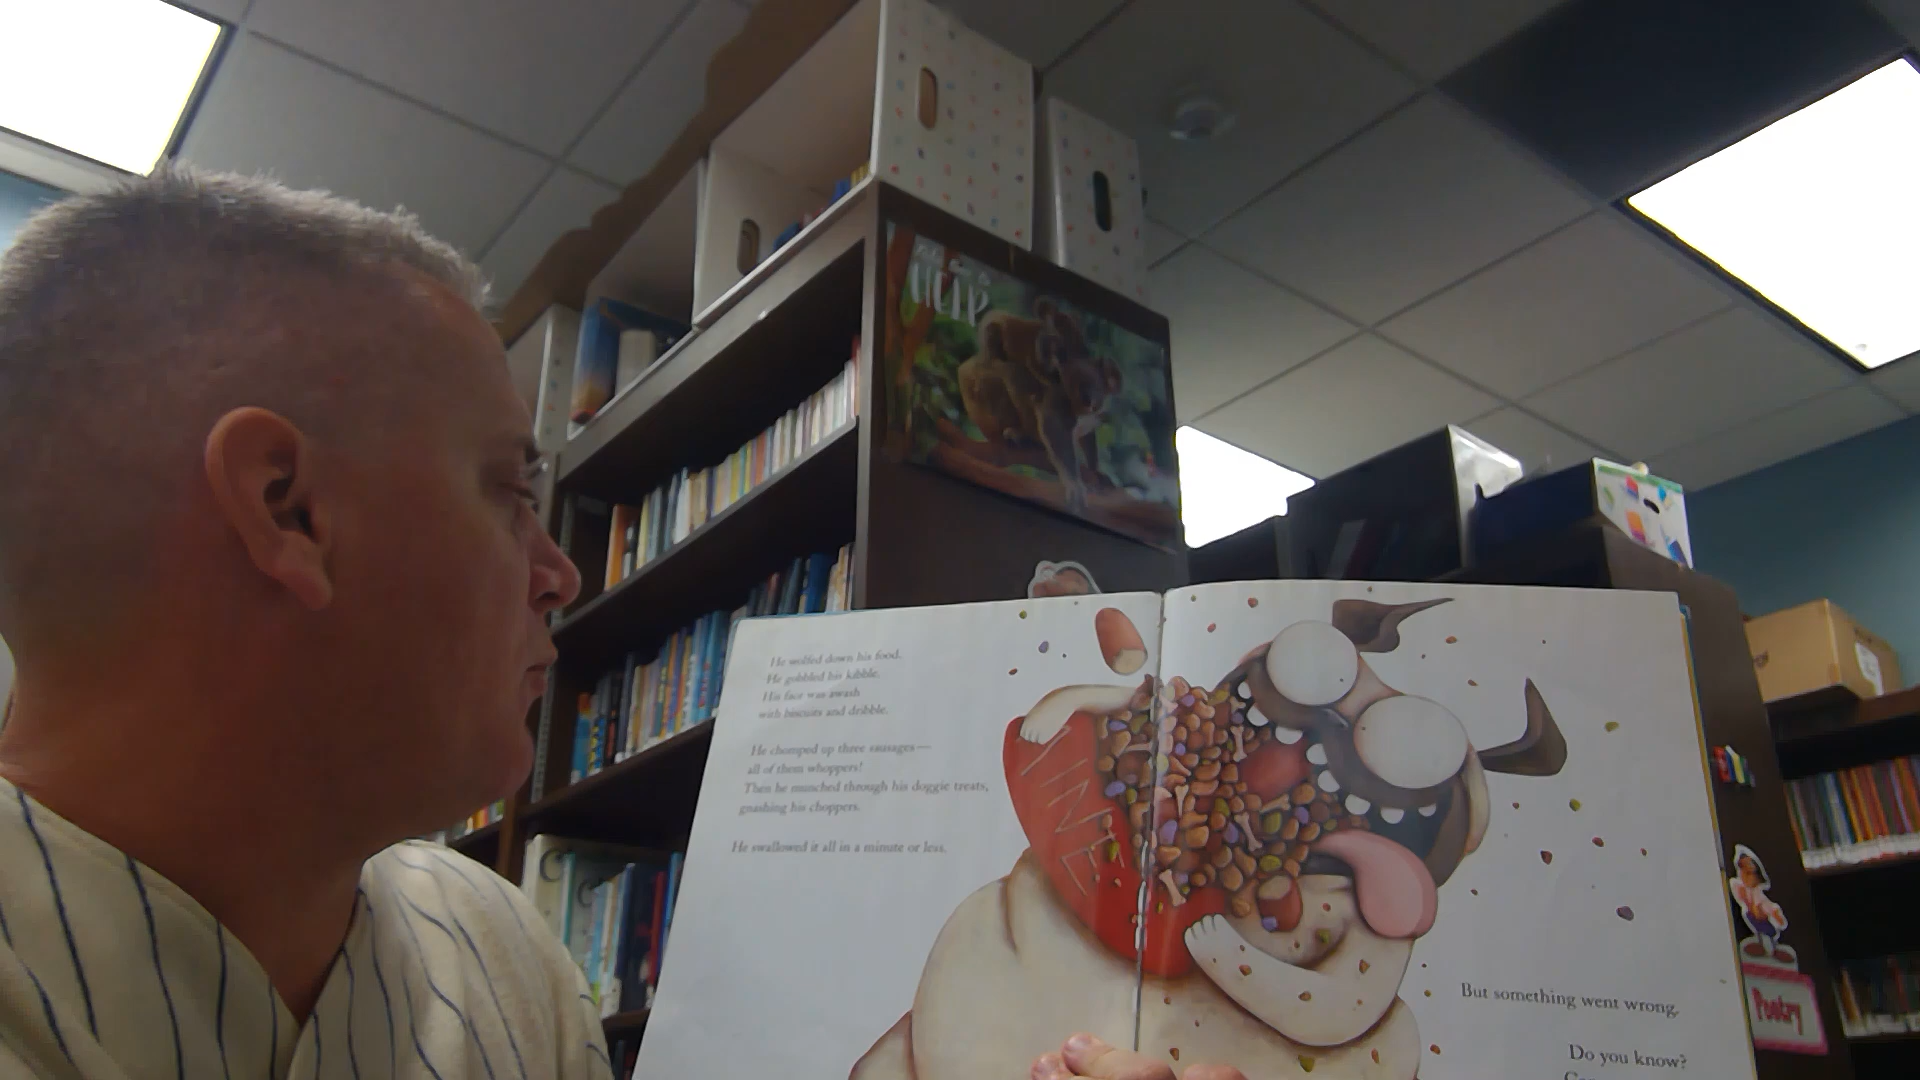 HELP
He wolfed down his food.
He gobbled his kibble.
His face was awash
with biscuits and dribble.
He chomped up three sausages—
all of them whoppers!
Then he munched through his doggie treats,
gnashing his choppers.
He swallowed it all in a minute or less.
MINE
But something went wrong.
Do you know?
Poetry